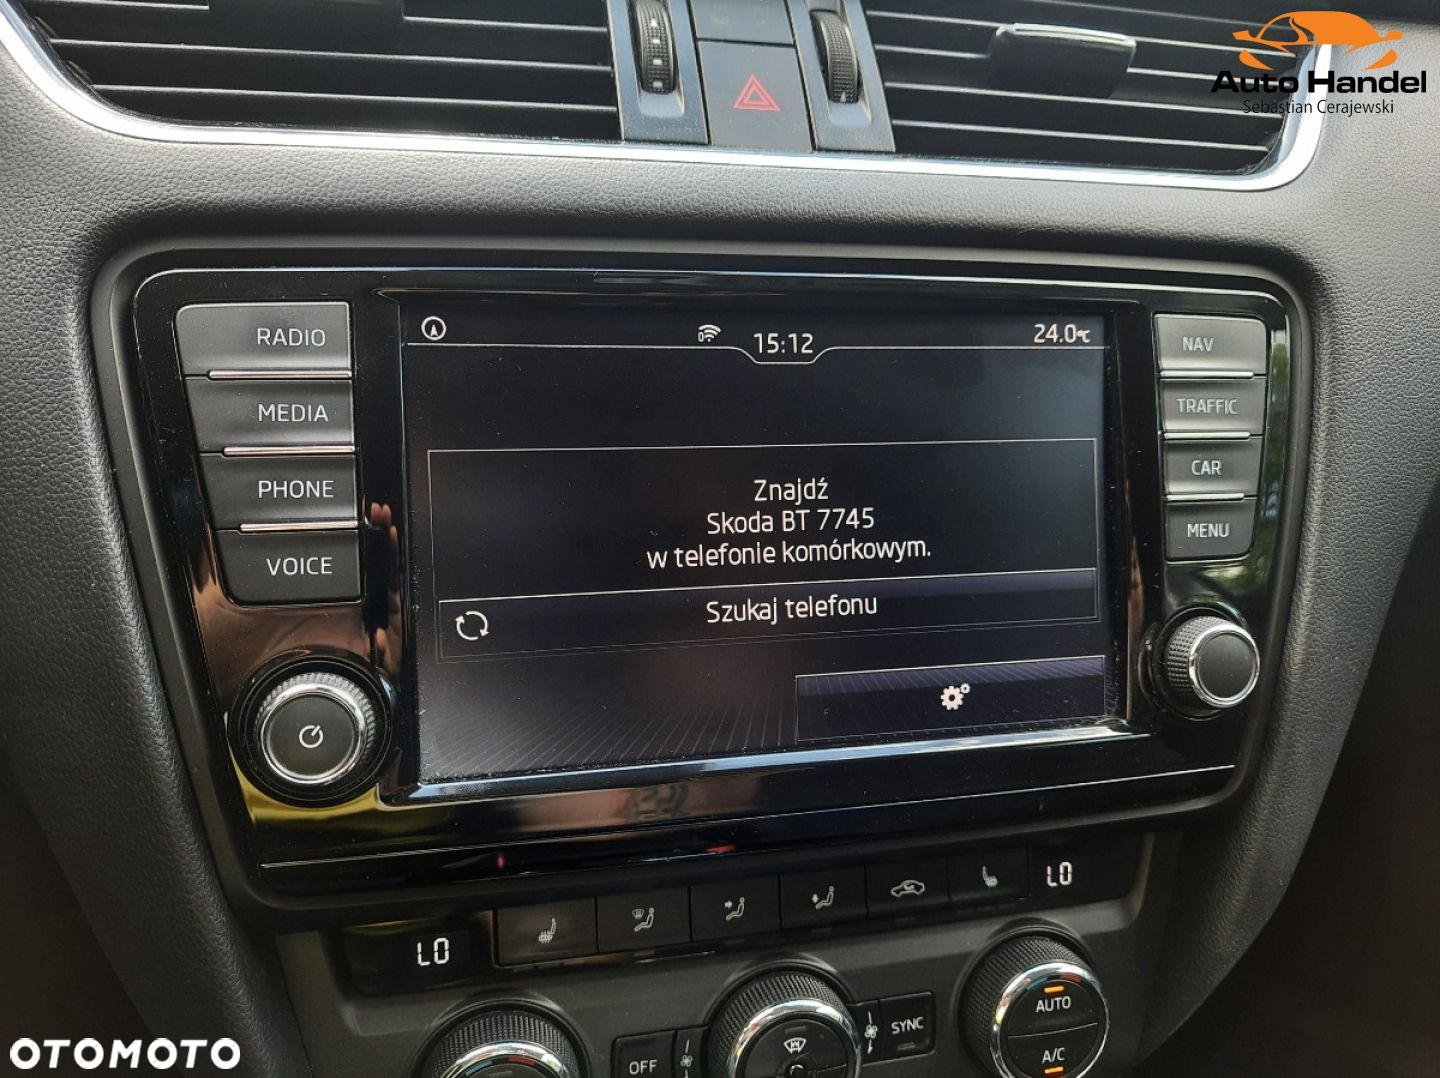 Auto Handel
Sebastian Cerajewski
RADIO
MEDIA
PHONE
VOICE
15:12
24.0°C
Znajdź
Skoda BT 7745
w telefonie komórkowym.
Szukaj telefonu
NAV
TRAFFIC
CAR
MENU
LO
LO
OFF
SYNC
AUTO
A/C
OTOMOTO